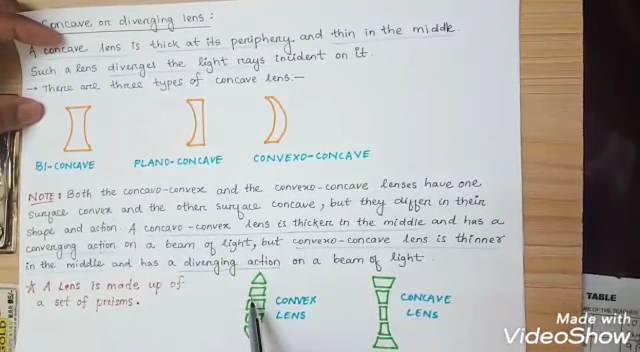 Concave or diverging lens :
A concave lens is thick at its periphery and thin in the middle.
Such a lens diverges the light rays incident on it.
→ There are three types of concave lens:—
BI-CONCAVE PLANO-CONCAVE CONVEXO-CONCAVE
NOTE: Both the concavo-convex and the convexo-concave lenses have one
surface convex and the other surface concave, but they differ in their
shape and action. A concavo-convex lens is thicker in the middle and has a
converging action on a beam of light, but convexo-concave lens is thinner
in the middle and has a diverging action on a beam of light.
☆ A Lens is made up of
a set of prisms.
CONVEX
LENS
CONCAVE
LENS
GOLD
TABLE
Made with
VideoShow